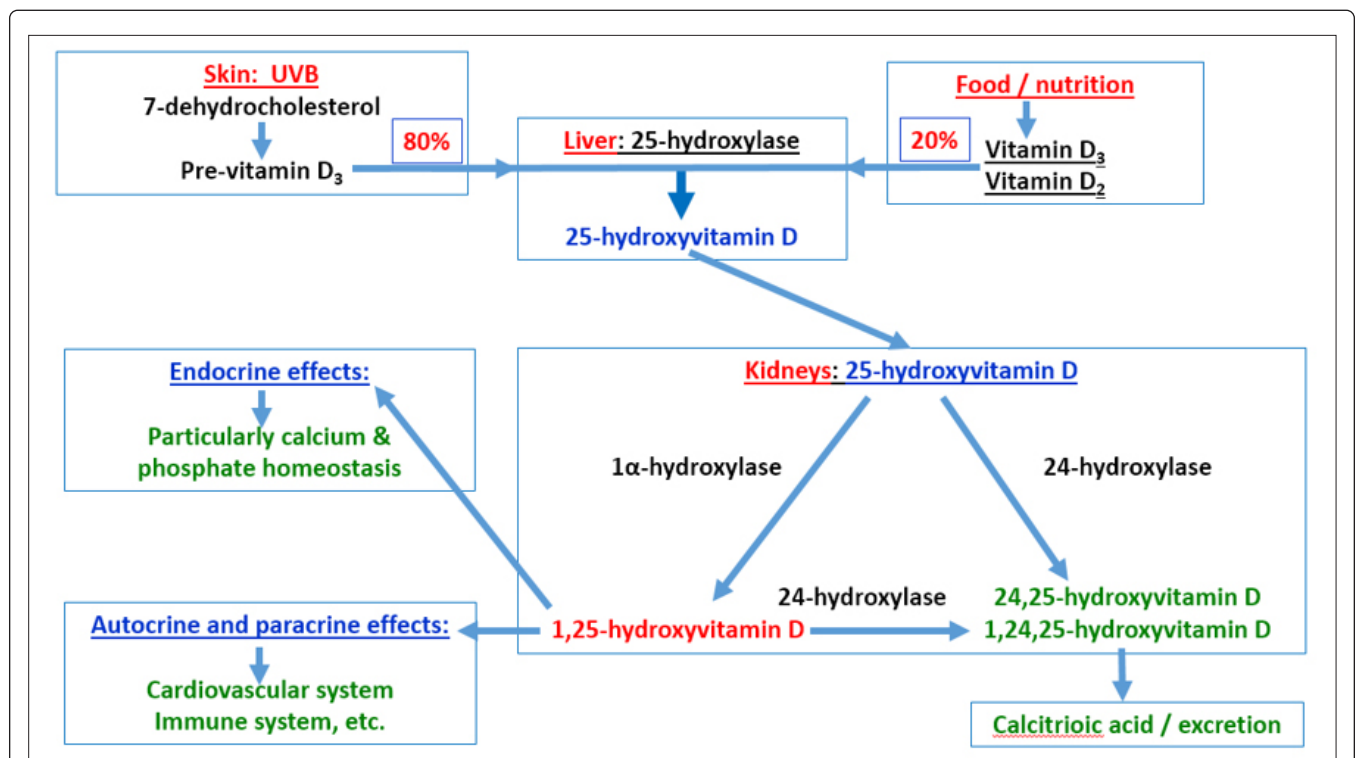 Skin: UVB
7-dehydrocholesterol
Pre-vitamin D₃
80%
Liver: 25-hydroxylase
25-hydroxyvitamin D
20%
Food / nutrition
Vitamin D₃
Vitamin D₂
Endocrine effects:
Particularly calcium &
phosphate homeostasis
Kidneys: 25-hydroxyvitamin D
1α-hydroxylase
24-hydroxylase
24-hydroxylase
1,25-hydroxyvitamin D
24,25-hydroxyvitamin D
1,24,25-hydroxyvitamin D
Autocrine and paracrine effects:
Cardiovascular system
Immune system, etc.
Calcitrioic acid / excretion